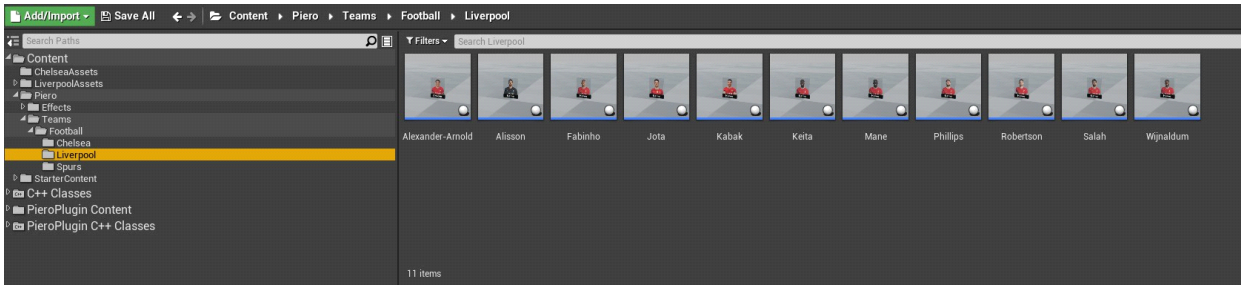 Add/Import Save All Content Piero Teams Football Liverpool
Search Paths
Content
ChelseaAssets
LiverpoolAssets
Piero
Effects
Teams
Football
Chelsea
Liverpool
Spurs
StarterContent
C++ Classes
PieroPlugin Content
PieroPlugin C++ Classes
Filters Search Liverpool
Alexander-Arnold Alisson Fabinho Jota Kabak Keita Mane Phillips Robertson Salah Wijnaldum
11 items